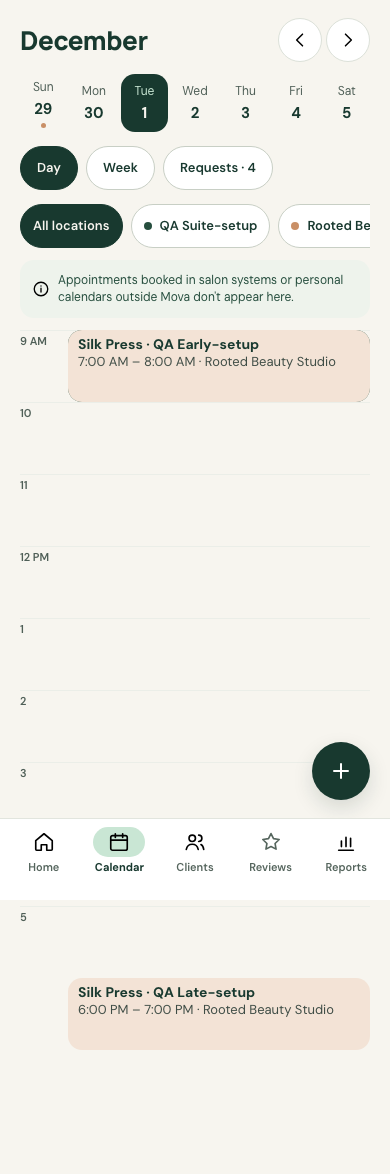 December
Sun Mon Tue Wed Thu Fri Sat
29 30 1 2 3 4 5
Day Week Requests · 4
All locations QA Suite-setup Rooted Be
Appointments booked in salon systems or personal
calendars outside Mova don't appear here.
9 AM
Silk Press · QA Early-setup
7:00 AM – 8:00 AM · Rooted Beauty Studio
10
11
12 PM
1
2
3
Home Calendar Clients Reviews Reports
5
Silk Press · QA Late-setup
6:00 PM – 7:00 PM · Rooted Beauty Studio